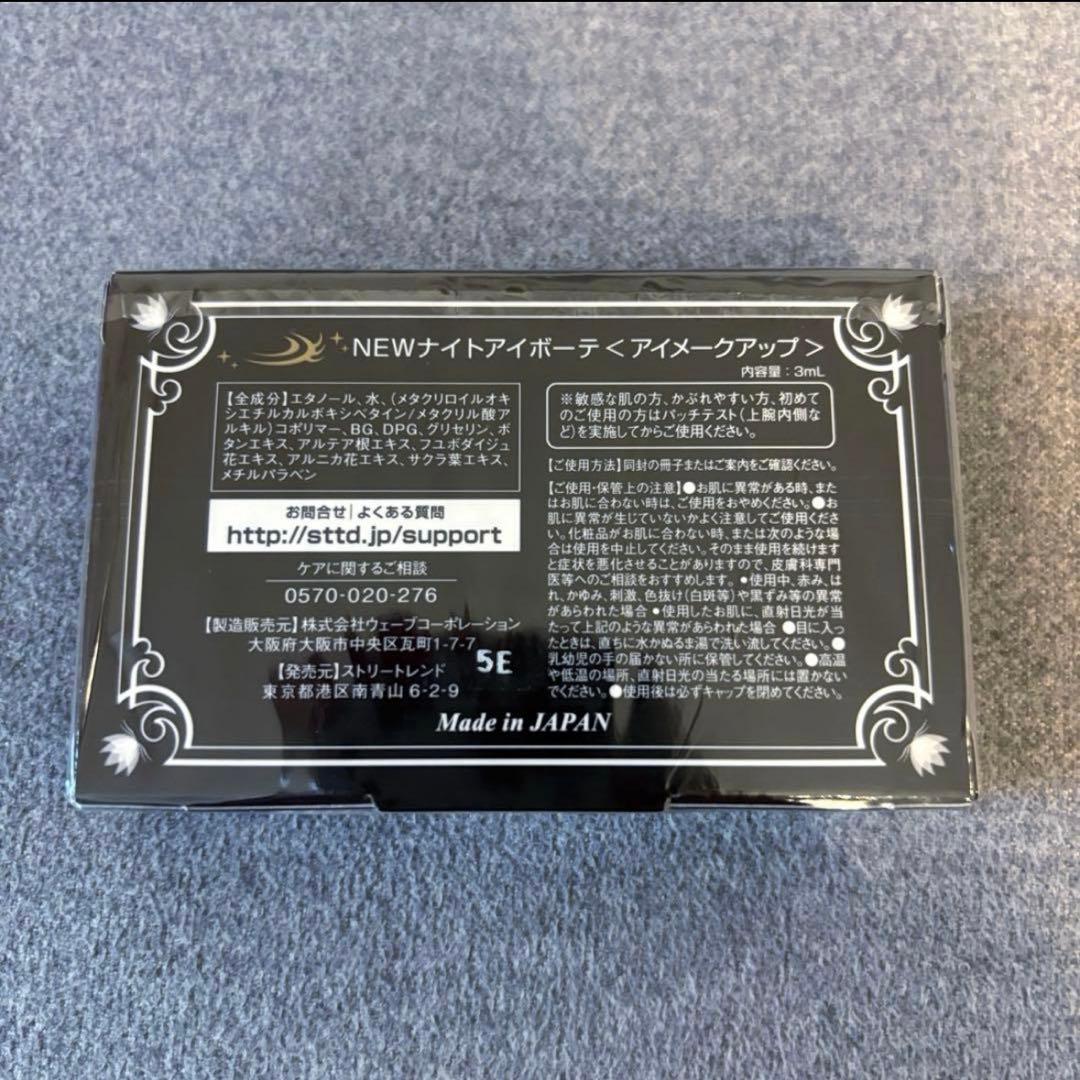 NEWナイトアイボーテ<アイメークアップ>
内容量：3mL
【全成分】エタノール、水、（メタクリロイルオキ
シエチルカルボキシベタイン/メタクリル酸ア
ルキル）コポリマー、BG、DPG、グリセリン、ボ
タンエキス、アルテア根エキス、フユボダイジュ
花エキス、アルニカ花エキス、サクラ葉エキス、
メチルパラベン
お問合せ｜よくある質問
http://sttd.jp/support
ケアに関するご相談
0570-020-276
【製造販売元】株式会社ウェーブコーポレーション
大阪府大阪市中央区瓦町1-7-7
【発売元】ストリートレンド
東京都港区南青山6-2-9
5E
※敏感な肌の方、かぶれやすい方、初めて
のご使用の方はパッチテスト（上腕内側な
ど）を実施してからご使用ください。
【ご使用方法】同封の冊子またはご案内をご確認ください。
【ご使用・保管上の注意】●お肌に異常がある時、また
はお肌に合わない時は、ご使用をおやめください。●お
肌に異常が生じていないかよく注意してご使用くださ
い。化粧品がお肌に合わない時、または次のような場
合は使用を中止してください。そのまま使用を続けます
と症状を悪化させることがありますので、皮膚科専門
医等へのご相談をおすすめします。●使用中、赤み、は
れ、かゆみ、刺激、色抜け（白斑等）や黒ずみ等の異常
があらわれた場合●使用したお肌に、直射日光が当
たって上記のような異常があらわれた場合 ●目に入っ
たときは、直ちに水かぬるま湯で洗い流してください。●
乳幼児の手の届かない所に保管してください。●高温
や低温の場所、直射日光の当たる場所には置かない
でください。●使用後は必ずキャップを閉めてください。
Made in JAPAN